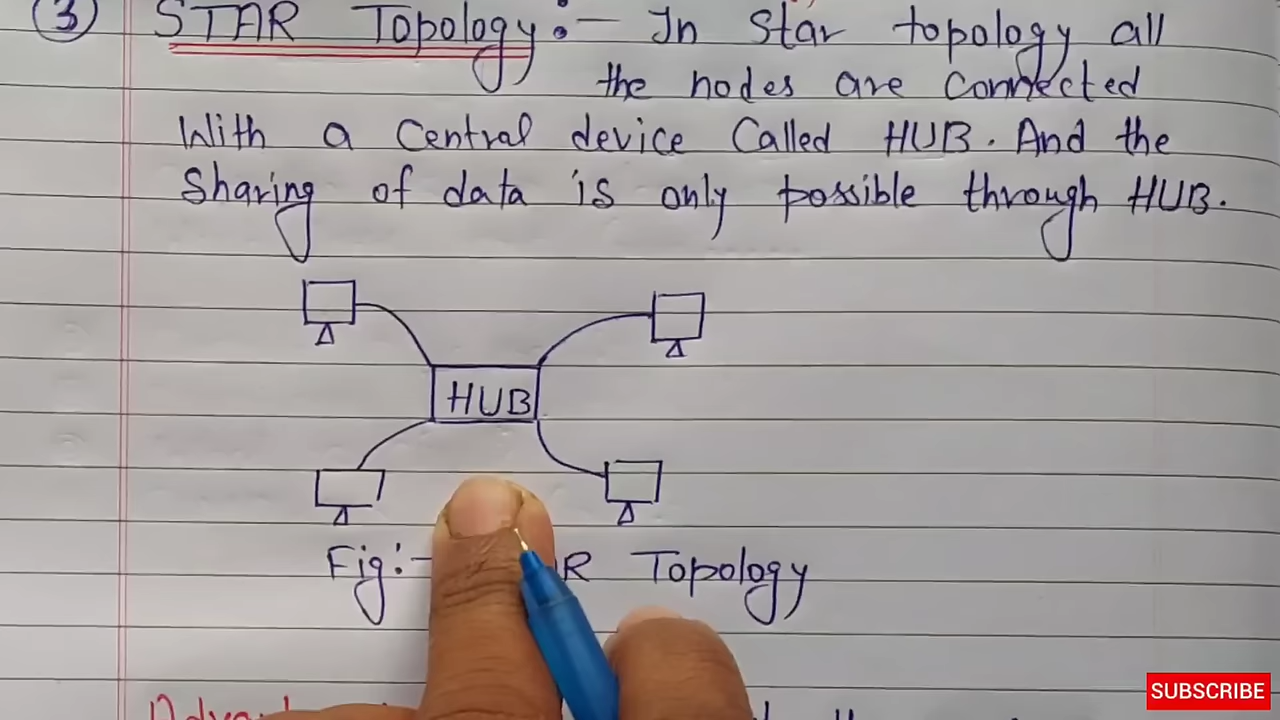 ③ STAR Topology :- In Star topology all
the nodes are Connected
With a Central device Called HUB. And the
Sharing of data is only possible through HUB.
HUB
Fig:- Topology
SUBSCRIBE